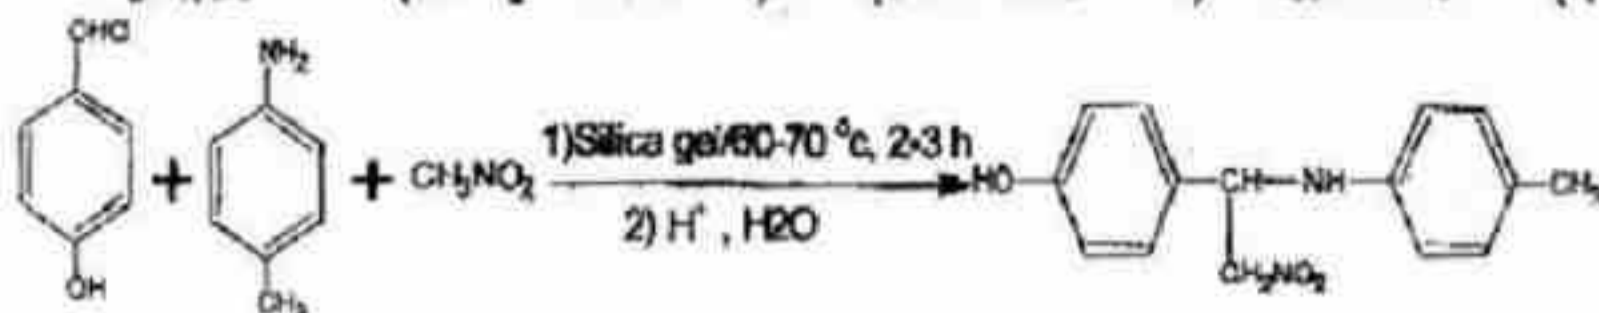 CHO
NH2
1)Silica gel/60-70 °c, 2-3 h
+ + CH3NO2 HO CH NH CH3
2) H+ , H2O
CH2NO2
OH
CH3